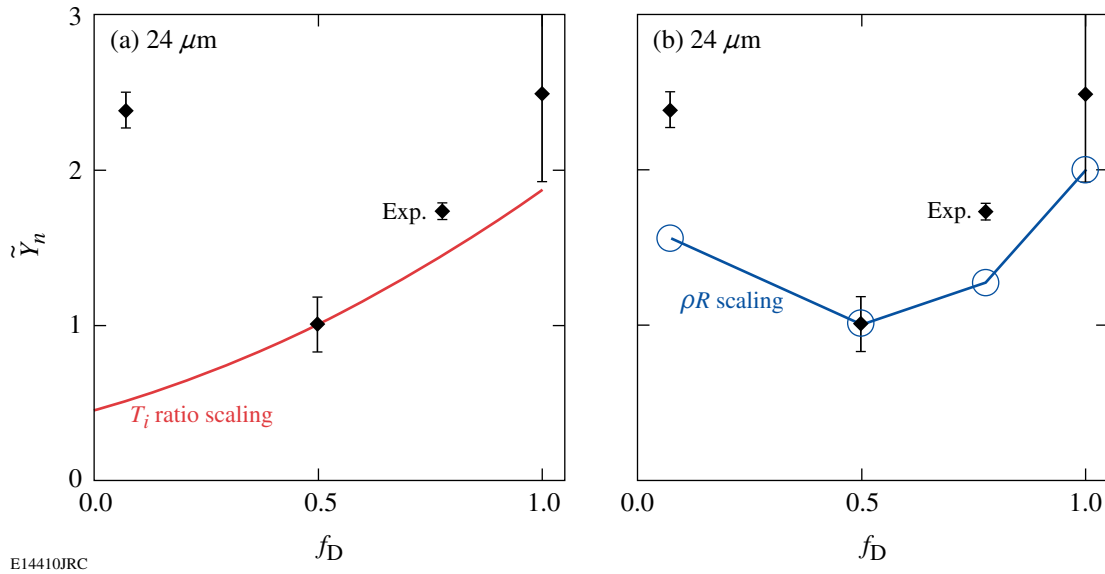 (a) 24 μm
(b) 24 μm
3
2
1
0
Ỹn
Exp.
Exp.
Ti ratio scaling
ρR scaling
0.0
0.5
1.0
0.0
0.5
1.0
fD
fD
E14410JRC